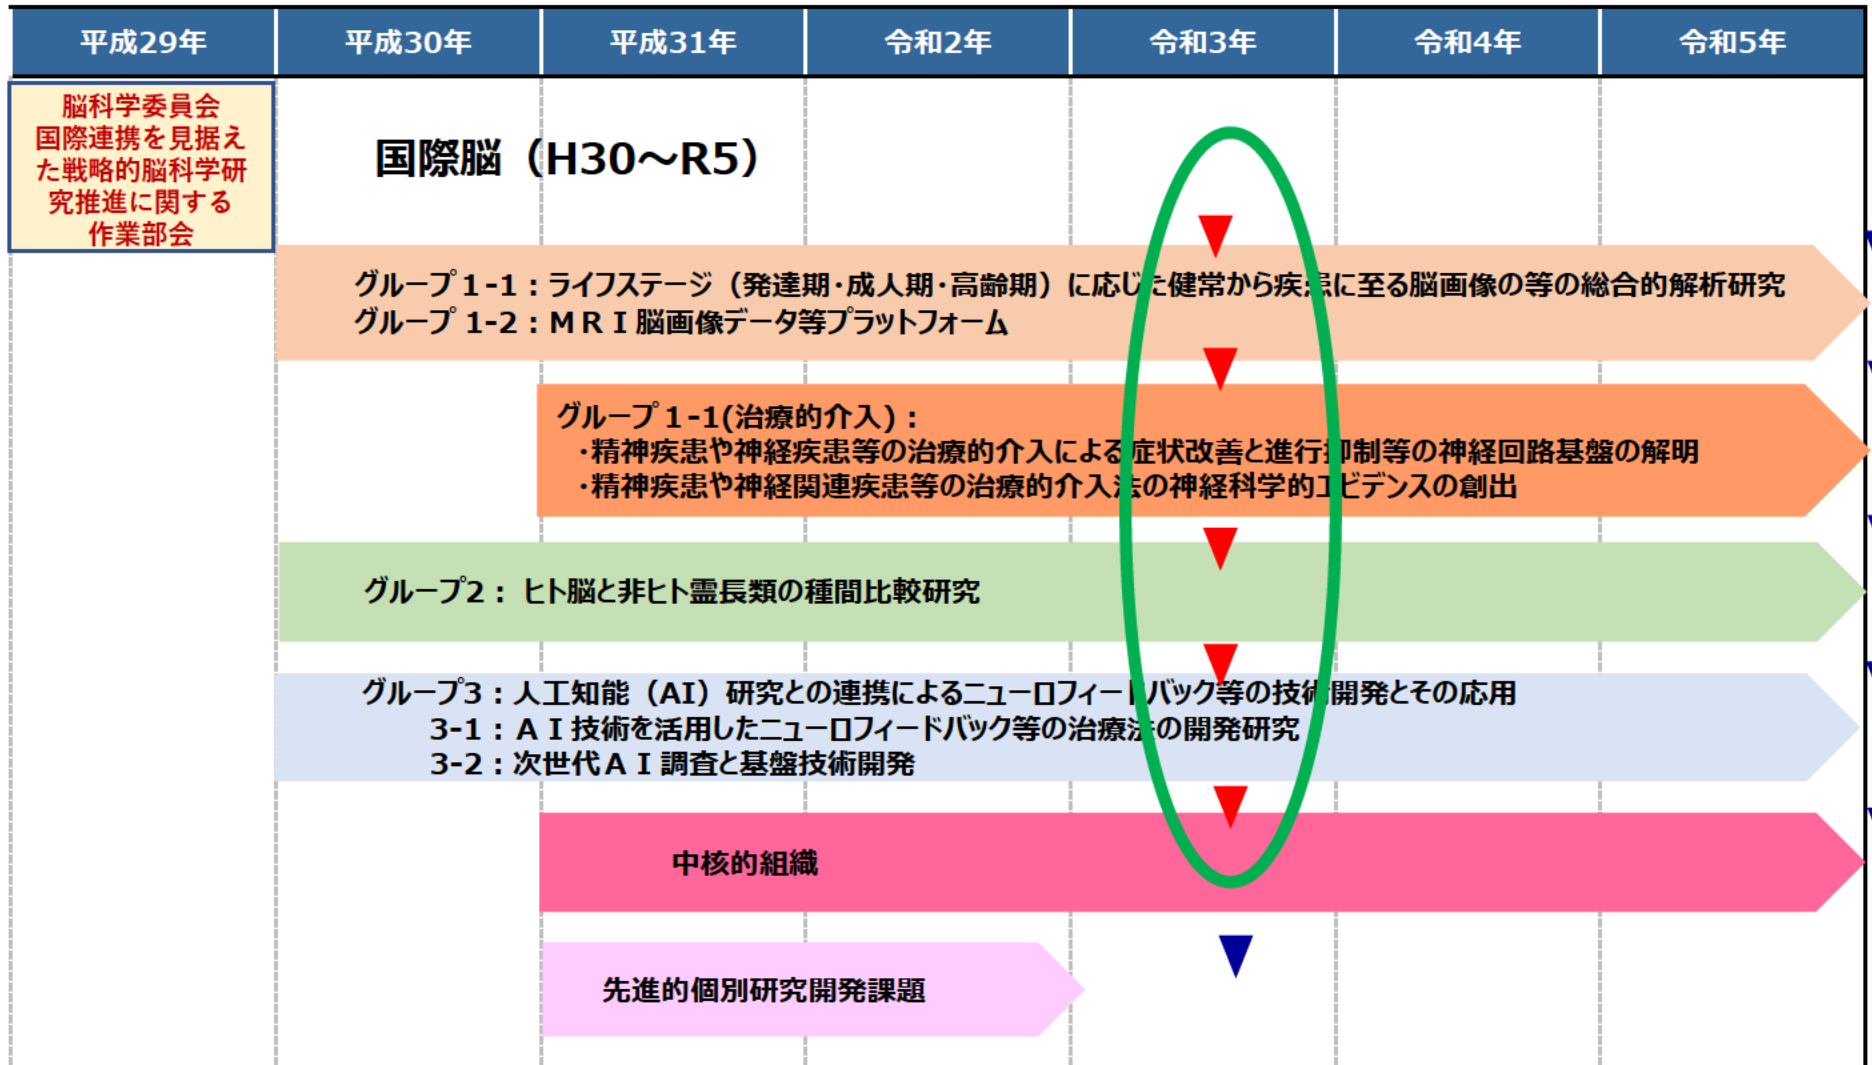 平成29年
平成30年
平成31年
令和2年
令和3年
令和4年
令和5年
脳科学委員会
国際連携を見据え
た戦略的脳科学研
究推進に関する
作業部会
国際脳（H30～R5）
グループ１-１：ライフステージ（発達期・成人期・高齢期）に応じた健常から疾患に至る脳画像の等の総合的解析研究
グループ 1-2：ＭＲＩ脳画像データ等プラットフォーム
グループ１-1(治療的介入)：
・精神疾患や神経疾患等の治療的介入による症状改善と進行抑制等の神経回路基盤の解明
・精神疾患や神経関連疾患等の治療的介入法の神経科学的エビデンスの創出
グループ2： ヒト脳と非ヒト霊長類の種間比較研究
グループ3：人工知能（AI）研究との連携によるニューロフィードバック等の技術開発とその応用
3-1：ＡＩ技術を活用したニューロフィードバック等の治療法の開発研究
3-2：次世代ＡＩ調査と基盤技術開発
中核的組織
先進的個別研究開発課題